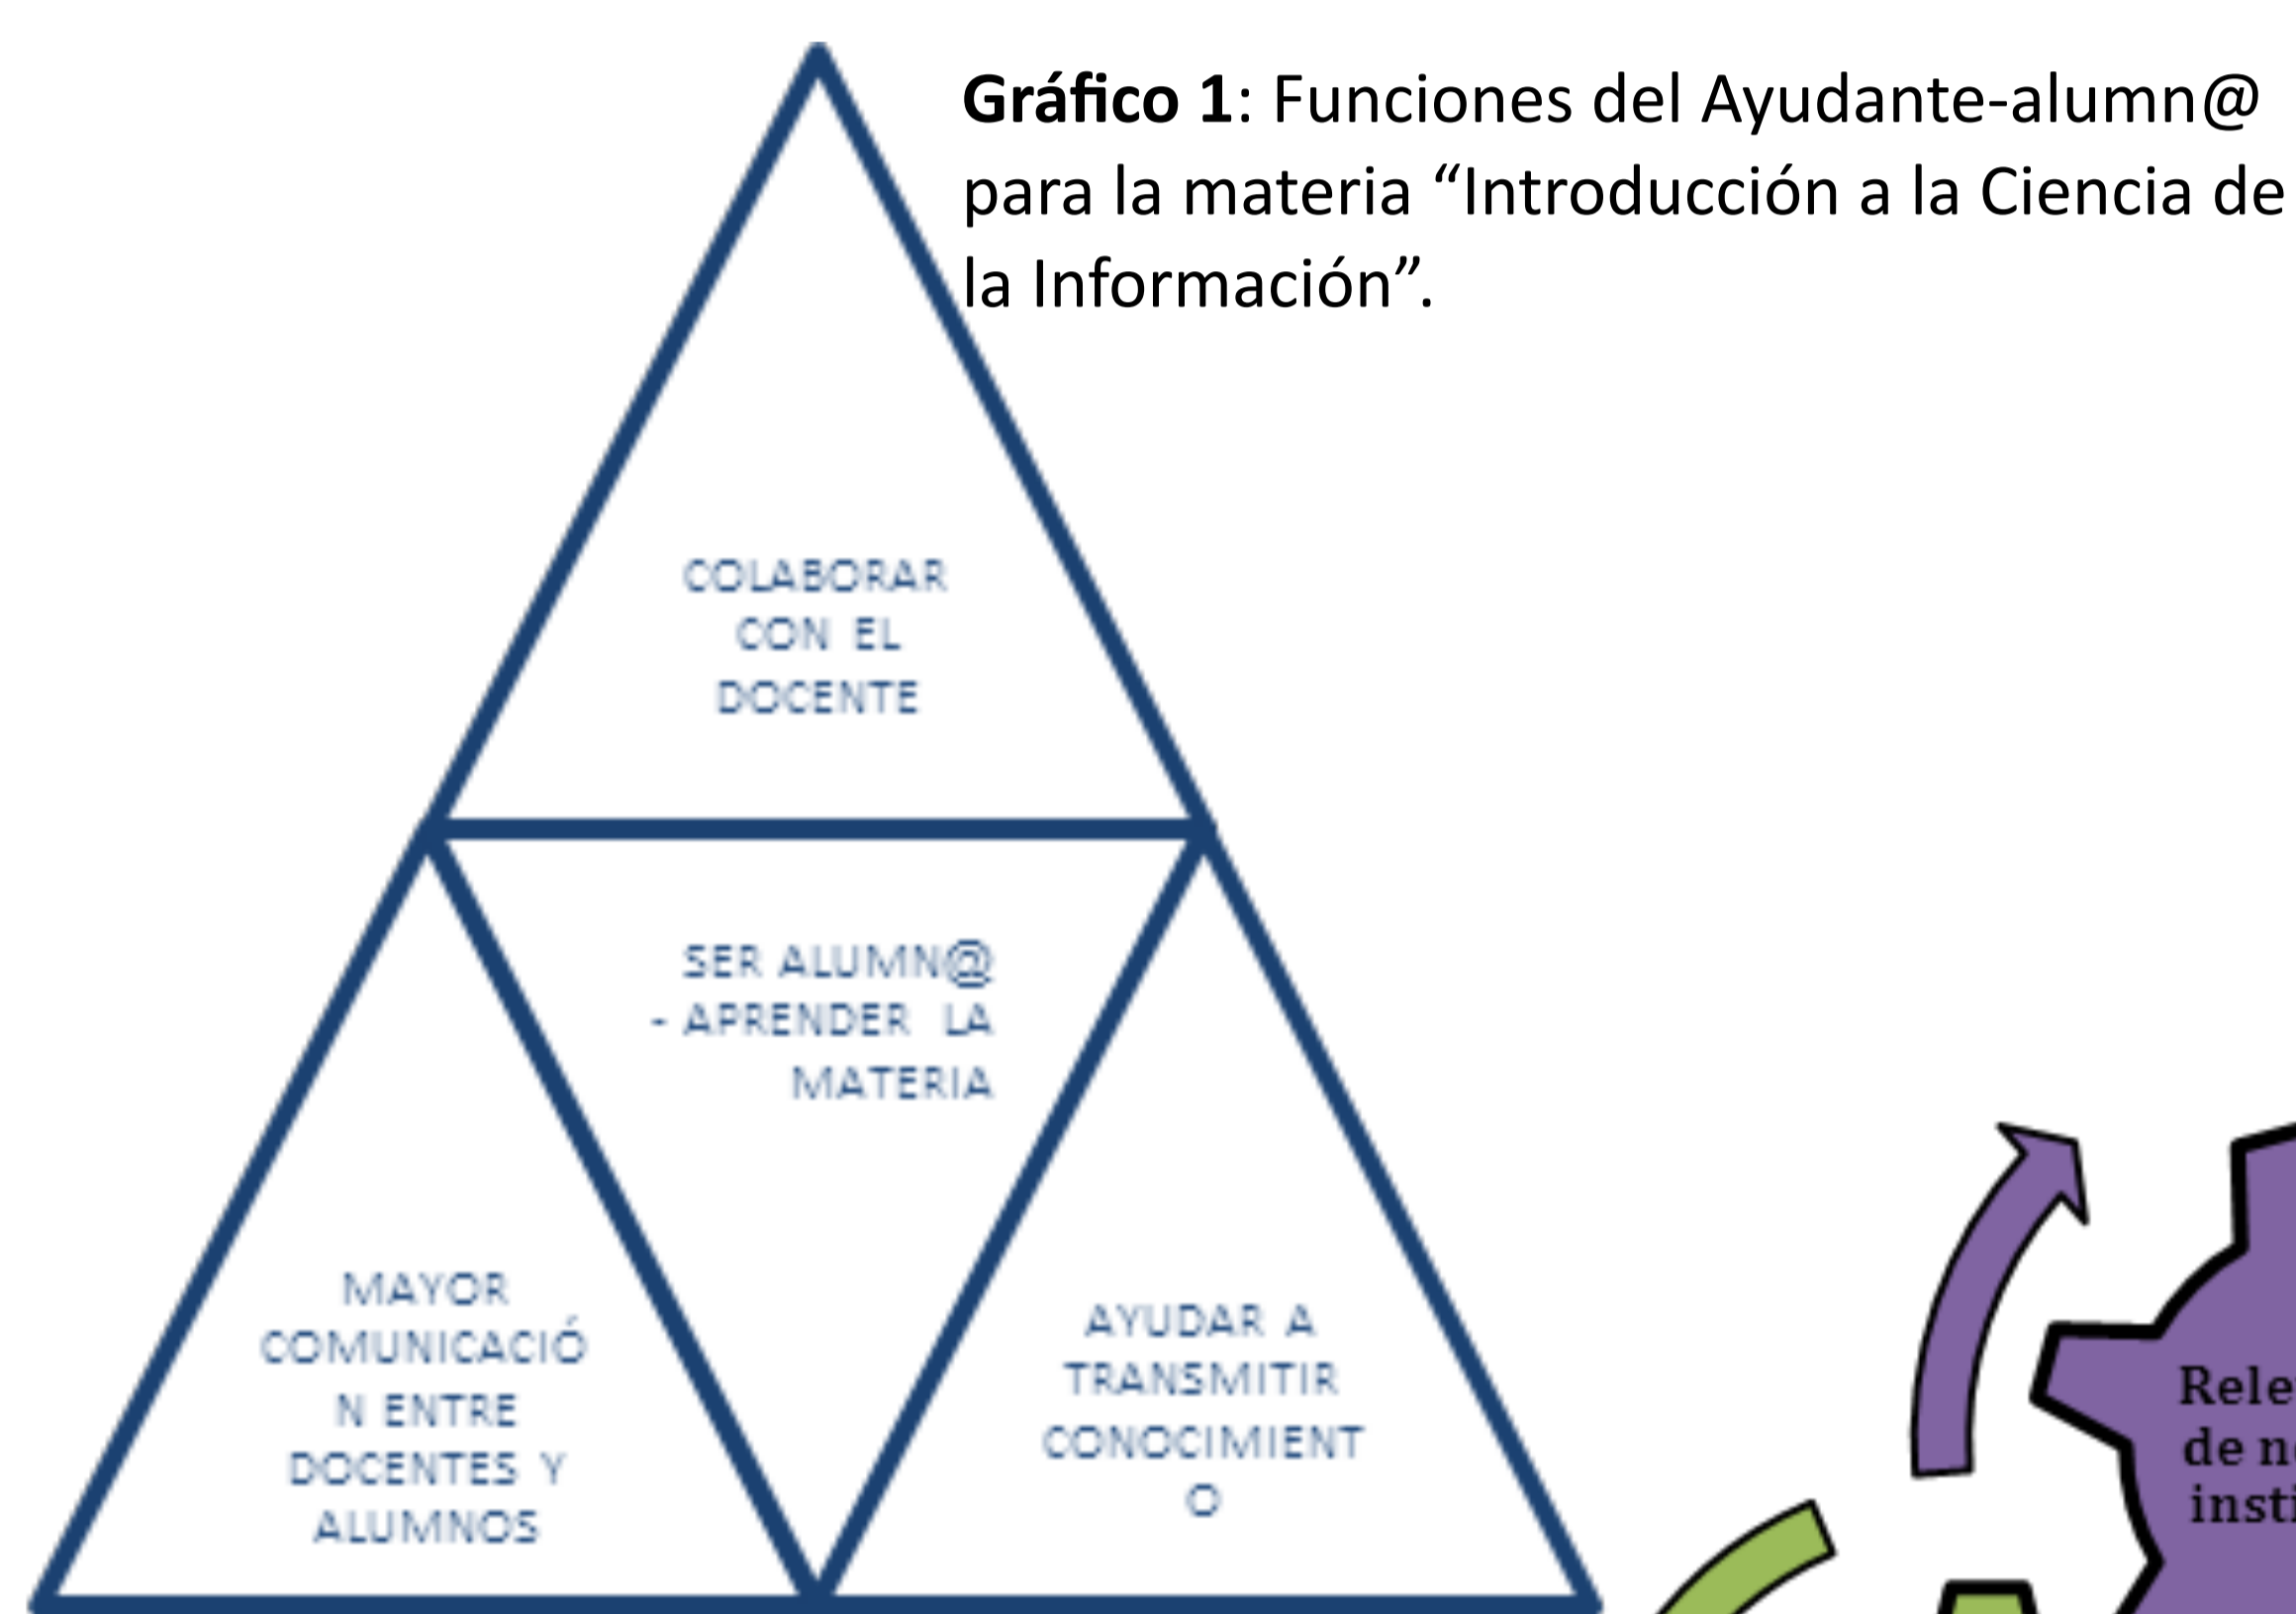 Gráfico 1: Funciones del Ayudante-alumn@
para la materia “Introducción a la Ciencia de
la Información”.
COLABORAR
CON EL
DOCENTE
SER ALUMN@
- APRENDER LA
MATERIA
MAYOR
COMUNICACIÓ
N ENTRE
DOCENTES Y
ALUMNOS
AYUDAR A
TRANSMITIR
CONOCIMIENT
O
de